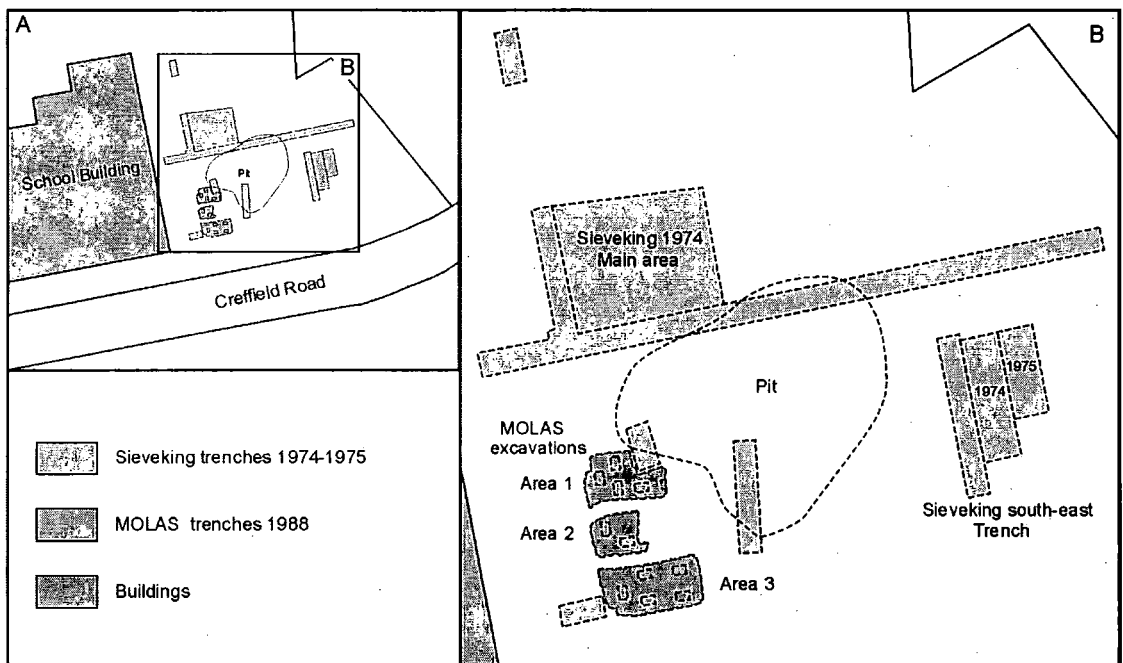 A
B
Pit
School Building
Creffield Road
Sieveking trenches 1974-1975
MOLAS trenches 1988
Buildings
B
Sieveking 1974
Main area
Pit
1974
1975
MOLAS
excavations
Area 1
Area 2
Area 3
Sieveking south-east
Trench